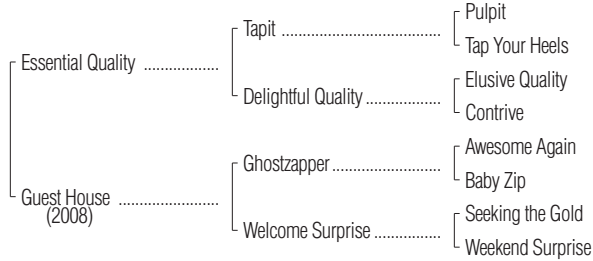 Pulpit
Tapit ........................................
Tap Your Heels
Essential Quality ...................
Elusive Quality
Delightful Quality ...................
Contrive
Awesome Again
Ghostzapper ...........................
Baby Zip
Guest House .........................
(2008)
Seeking the Gold
Welcome Surprise .................
Weekend Surprise